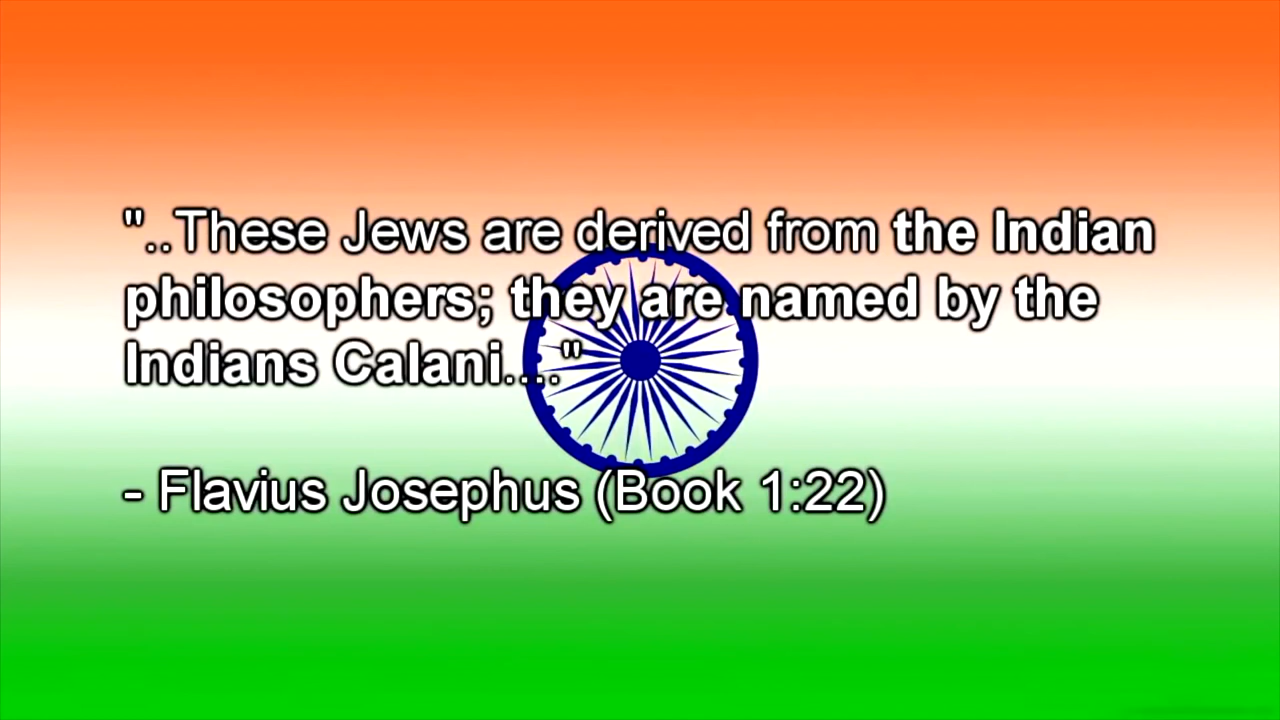 "..These Jews are derived from the Indian
philosophers; they are named by the
Indians Calani...."
- Flavius Josephus (Book 1:22)